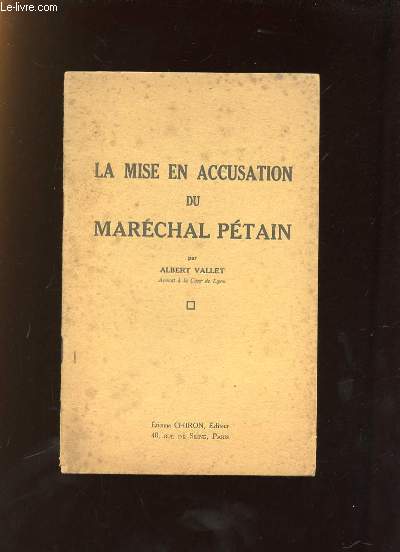 Le-livre.com
LA MISE EN ACCUSATION
DU
MARÉCHAL PÉTAIN
par
ALBERT VALLET
Avocat à la Cour de Lyon
Etienne CHIRON, Editeur
40, RUE DE SEINE, PARIS